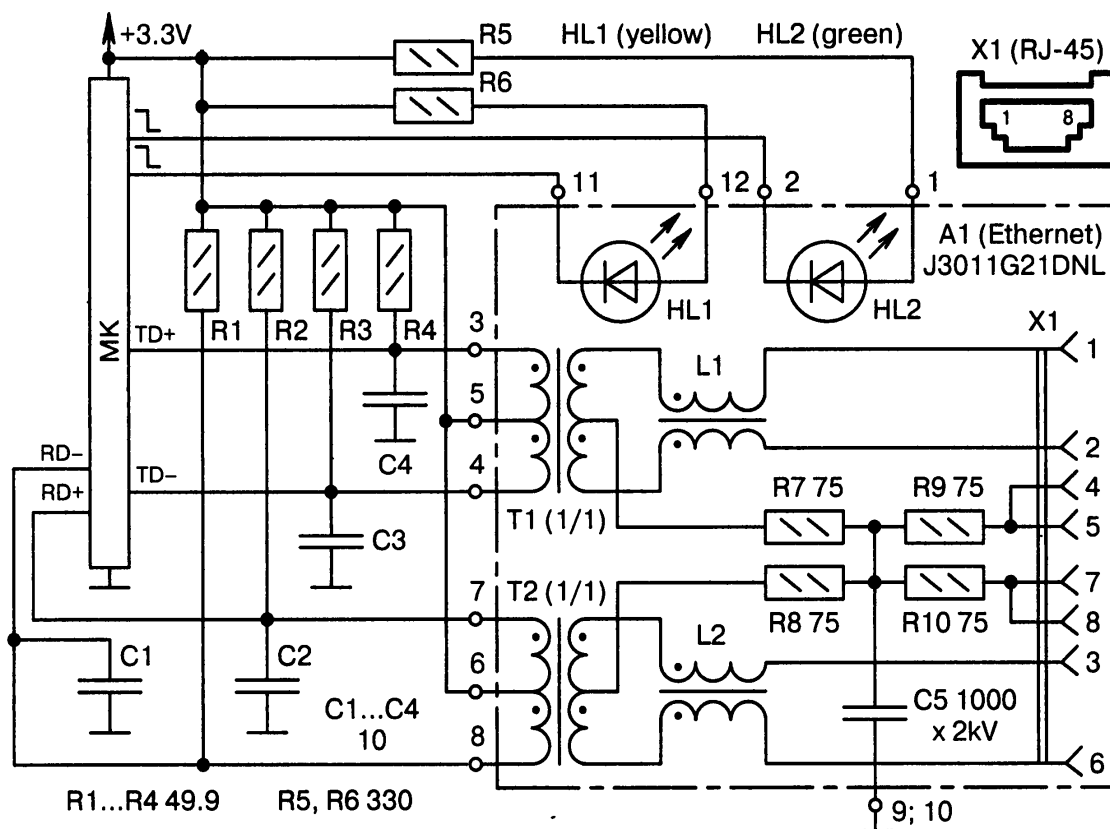 +3.3V
R5
HL1 (yellow)
HL2 (green)
X1 (RJ-45)
R6
1
8
11
12
2
1
A1 (Ethernet)
J3011G21DNL
HL1
HL2
R1
R2
R3
R4
MK
TD+
3
L1
X1
1
5
C4
2
RD–
TD–
4
R7 75
R9 75
4
RD+
T1 (1/1)
5
C3
7
T2 (1/1)
7
R8 75
R10 75
8
C1
C2
6
L2
3
C1...C4
10
C5 1000
x 2kV
8
6
R1...R4 49.9
R5, R6 330
9; 10